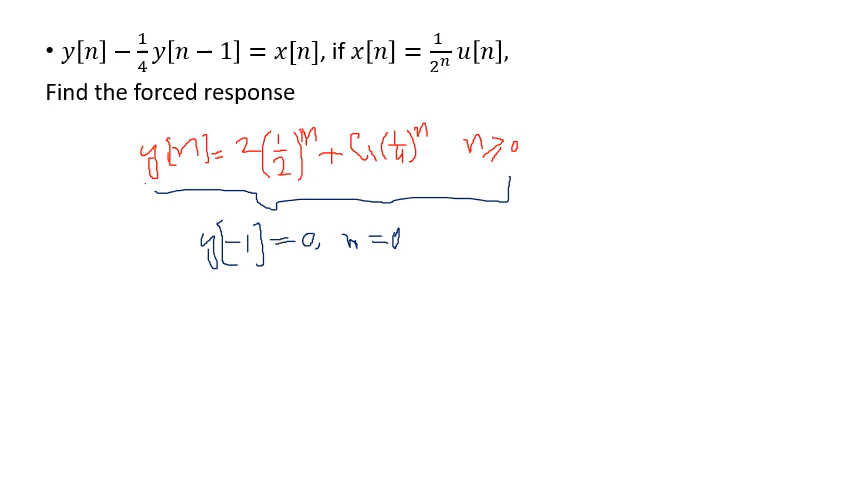 • y[n] − 1/4 y[n − 1] = x[n], if x[n] = 1/2ⁿ u[n],
Find the forced response
y[n] = 2(1/2)ⁿ + C₁(1/4)ⁿ n ≥ 0
y[-1] = 0, n = 0